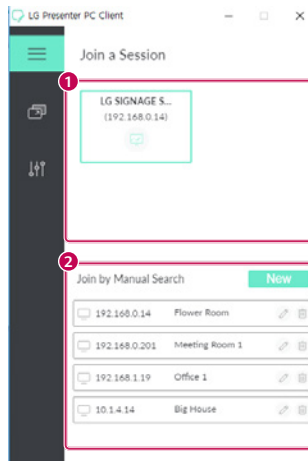 LG Presenter PC Client
Join a Session
1
LG SIGNAGE S...
(192.168.0.14)
2
Join by Manual Search New
192.168.0.14 Flower Room
192.168.0.201 Meeting Room 1
192.168.1.19 Office 1
10.1.4.14 Big House